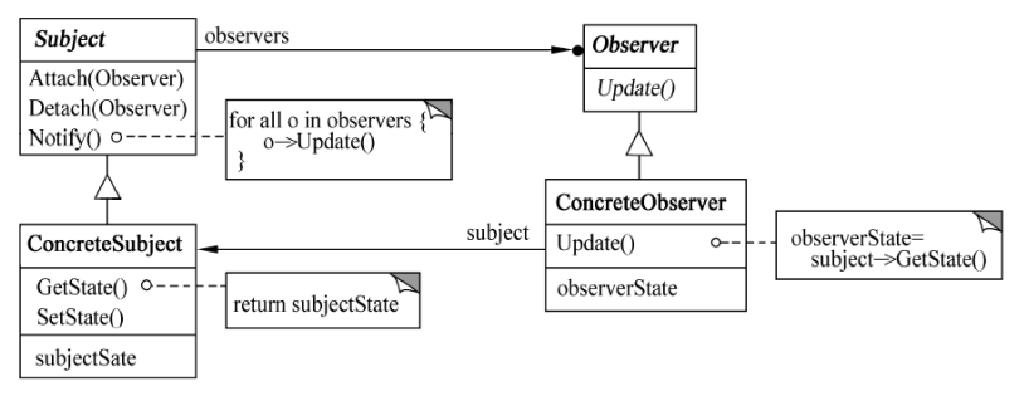 Subject
observers
Observer
Attach(Observer)
Detach(Observer)
Notify()
Update()
for all o in observers {
o->Update()
}
ConcreteSubject
subject
ConcreteObserver
GetState()
SetState()
subjectSate
return subjectState
Update()
observerState
observerState=
subject->GetState()